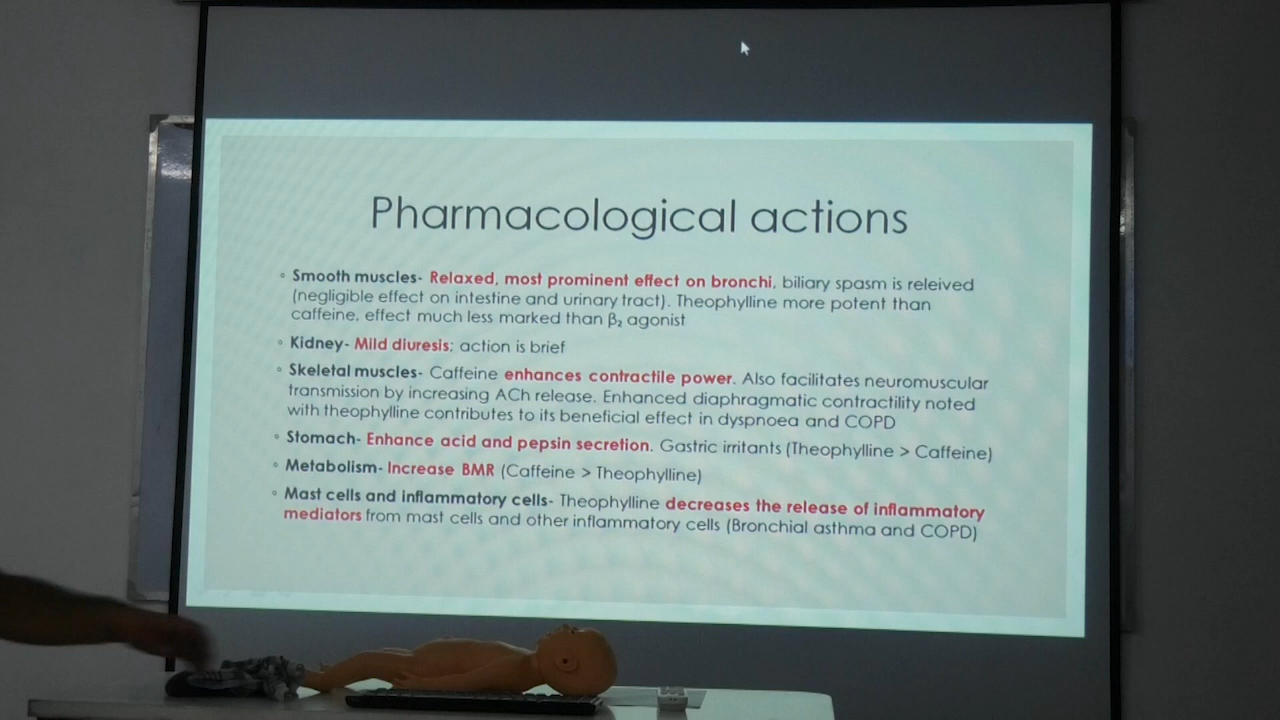 Pharmacological actions
◦ Smooth muscles- Relaxed, most prominent effect on bronchi, biliary spasm is releived
(negligible effect on intestine and urinary tract). Theophylline more potent than
caffeine, effect much less marked than β₂ agonist
◦ Kidney- Mild diuresis; action is brief
◦ Skeletal muscles- Caffeine enhances contractile power. Also facilitates neuromuscular
transmission by increasing ACh release. Enhanced diaphragmatic contractility noted
with theophylline contributes to its beneficial effect in dyspnoea and COPD
◦ Stomach- Enhance acid and pepsin secretion. Gastric irritants (Theophylline > Caffeine)
◦ Metabolism- Increase BMR (Caffeine > Theophylline)
◦ Mast cells and inflammatory cells- Theophylline decreases the release of inflammatory
mediators from mast cells and other inflammatory cells (Bronchial asthma and COPD)